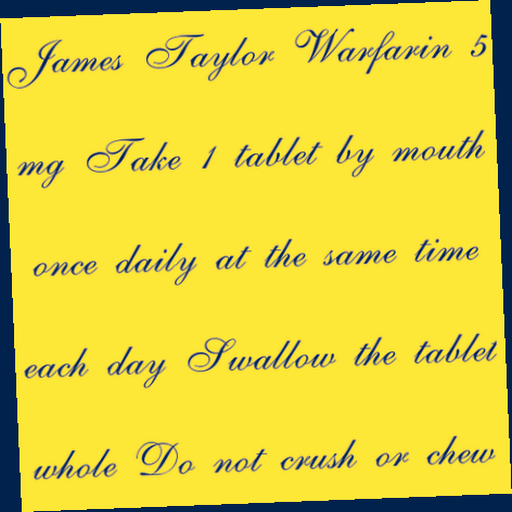 James Taylor Warfarin 5
mg Take 1 tablet by mouth
once daily at the same time
each day Swallow the tablet
whole Do not crush or chew